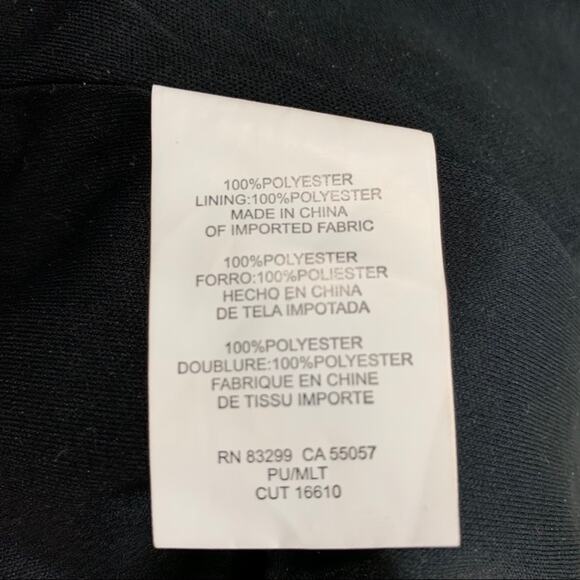 100%POLYESTER
LINING:100%POLYESTER
MADE IN CHINA
OF IMPORTED FABRIC
100%POLYESTER
FORRO:100%POLIESTER
HECHO EN CHINA
DE TELA IMPOTADA
100%POLYESTER
DOUBLURE:100%POLYESTER
FABRIQUE EN CHINE
DE TISSU IMPORTE
RN 83299 CA 55057
PU/MLT
CUT 16610